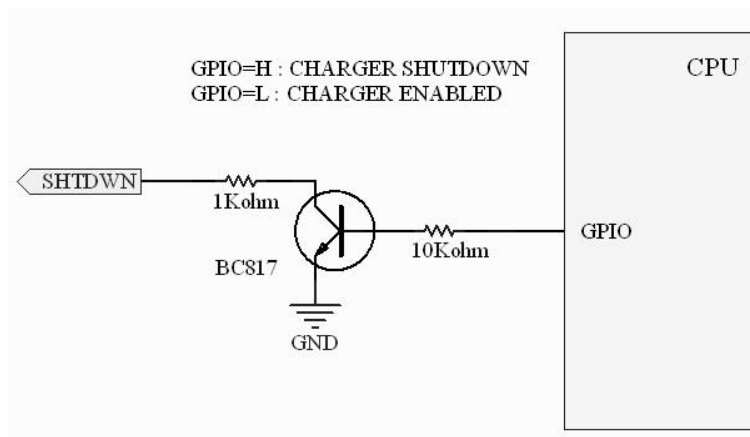 GPIO=H : CHARGER SHUTDOWN
GPIO=L : CHARGER ENABLED
CPU
SHTDWN
1Kohm
GPIO
10Kohm
BC817
GND